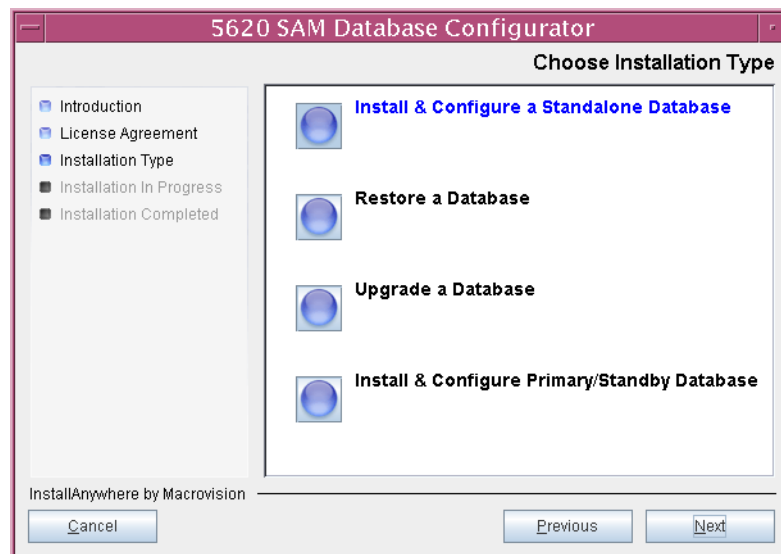 5620 SAM Database Configurator
Choose Installation Type
Introduction
License Agreement
Installation Type
Installation In Progress
Installation Completed
Install & Configure a Standalone Database
Restore a Database
Upgrade a Database
Install & Configure Primary/Standby Database
InstallAnywhere by Macrovision
Cancel
Previous
Next